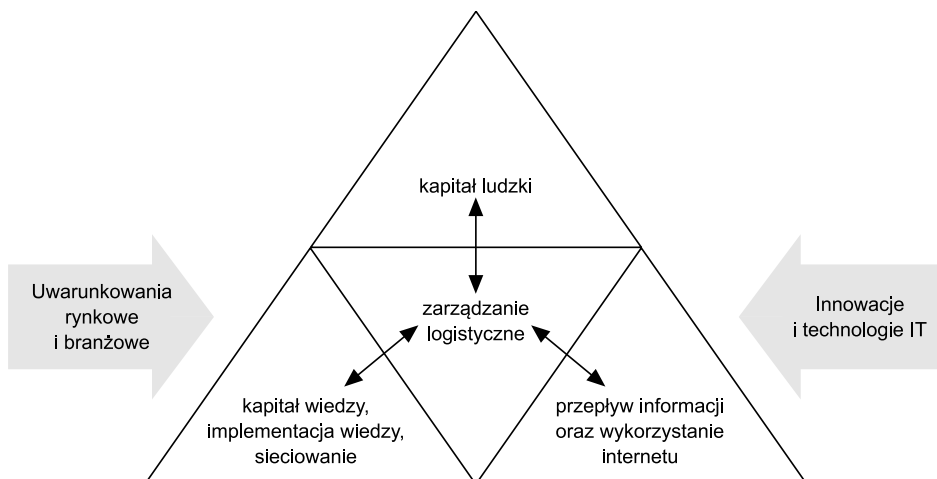 kapitał ludzki
Uwarunkowania
rynkowe
i branżowe
zarządzanie
logistyczne
Innowacje
i technologie IT
kapitał wiedzy,
implementacja wiedzy,
sieciowanie
przepływ informacji
oraz wykorzystanie
internetu